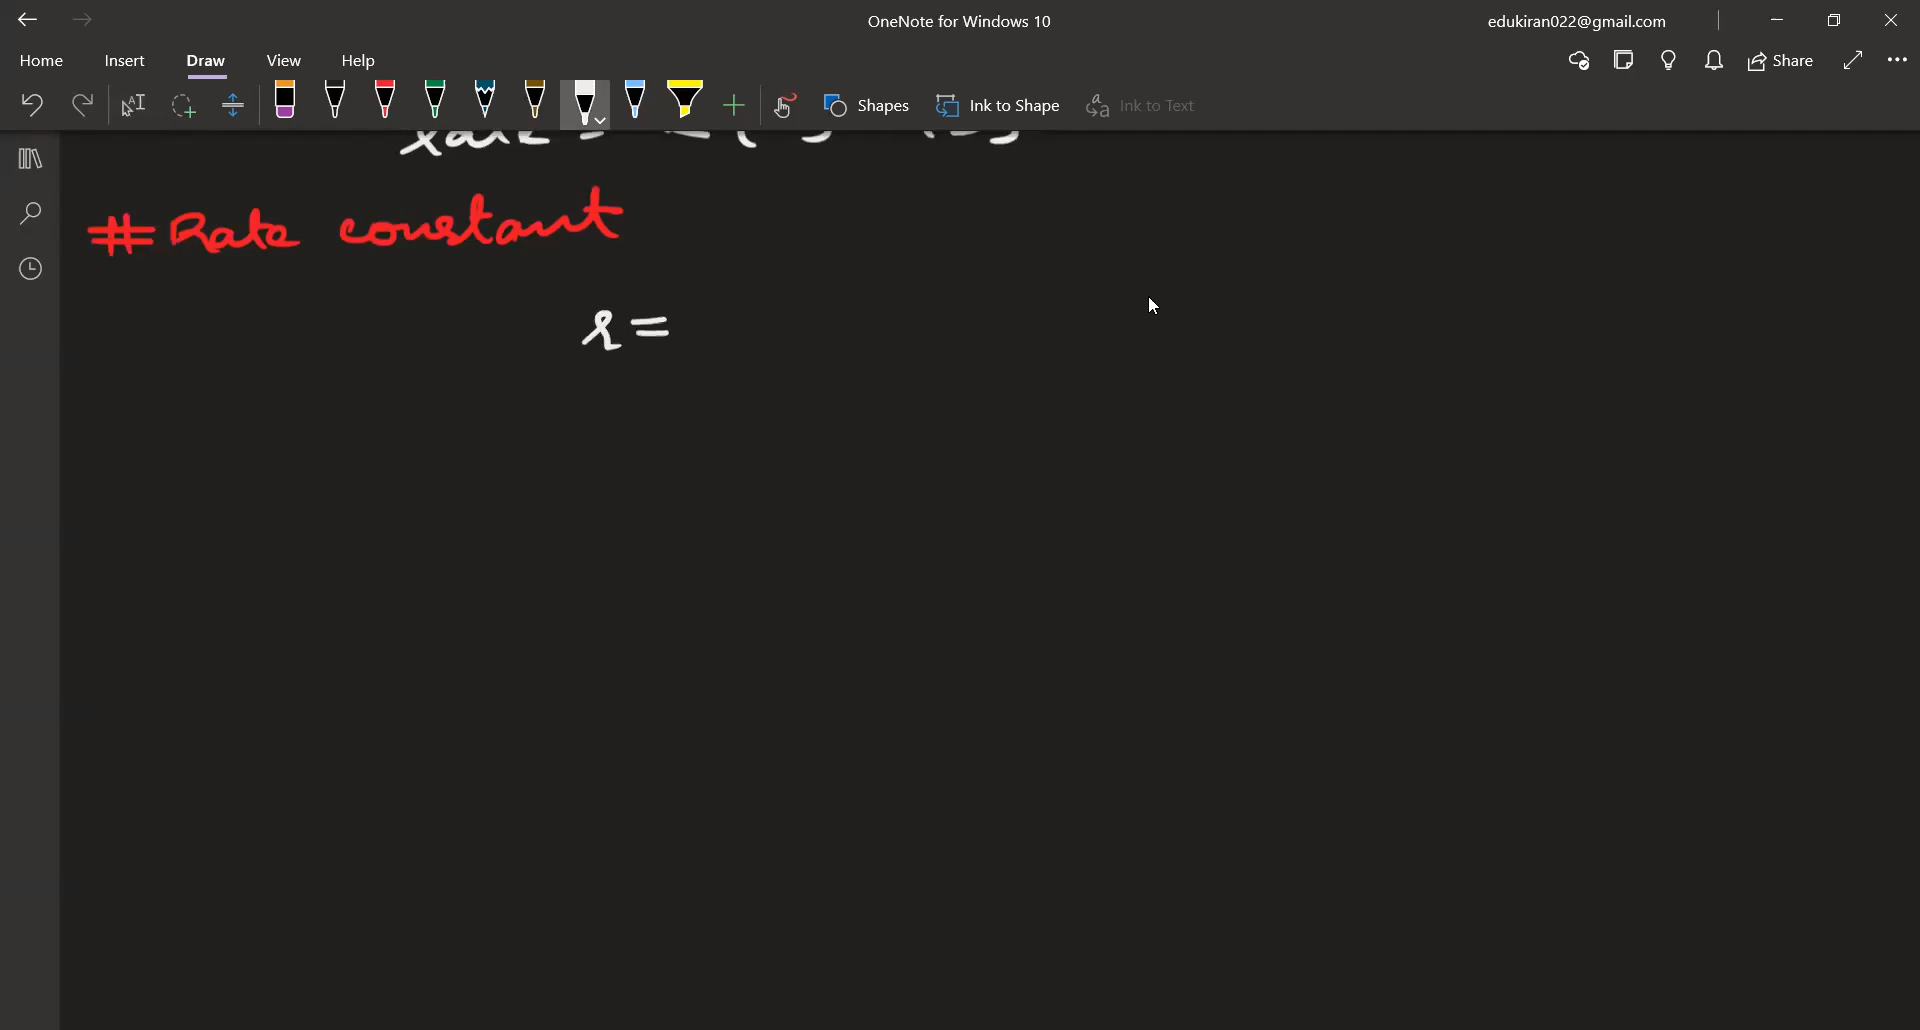 OneNote for Windows 10
edukiran022@gmail.com
Home Insert Draw View Help
Share
Shapes Ink to Shape Ink to Text
# Rate constant
r =